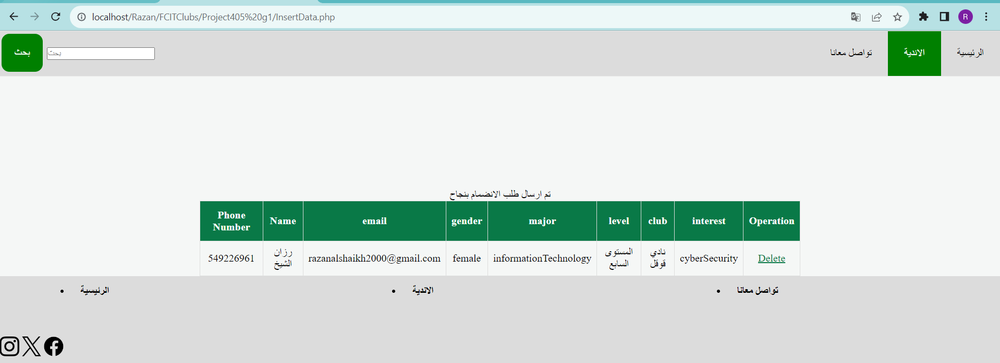 localhost/Razan/FCITClubs/Project405%20g1/InsertData.php
R
الرئيسية
الاندية
تواصل معانا
بحث
بحث
تم ارسال طلب الانضمام بنجاح
Phone Number Name email gender major level club interest Operation
549226961 رزان الشيخ razanalshaikh2000@gmail.com female informationTechnology المستوى السابع نادي قوقل cyberSecurity Delete
• الرئيسية
• الاندية
• تواصل معانا